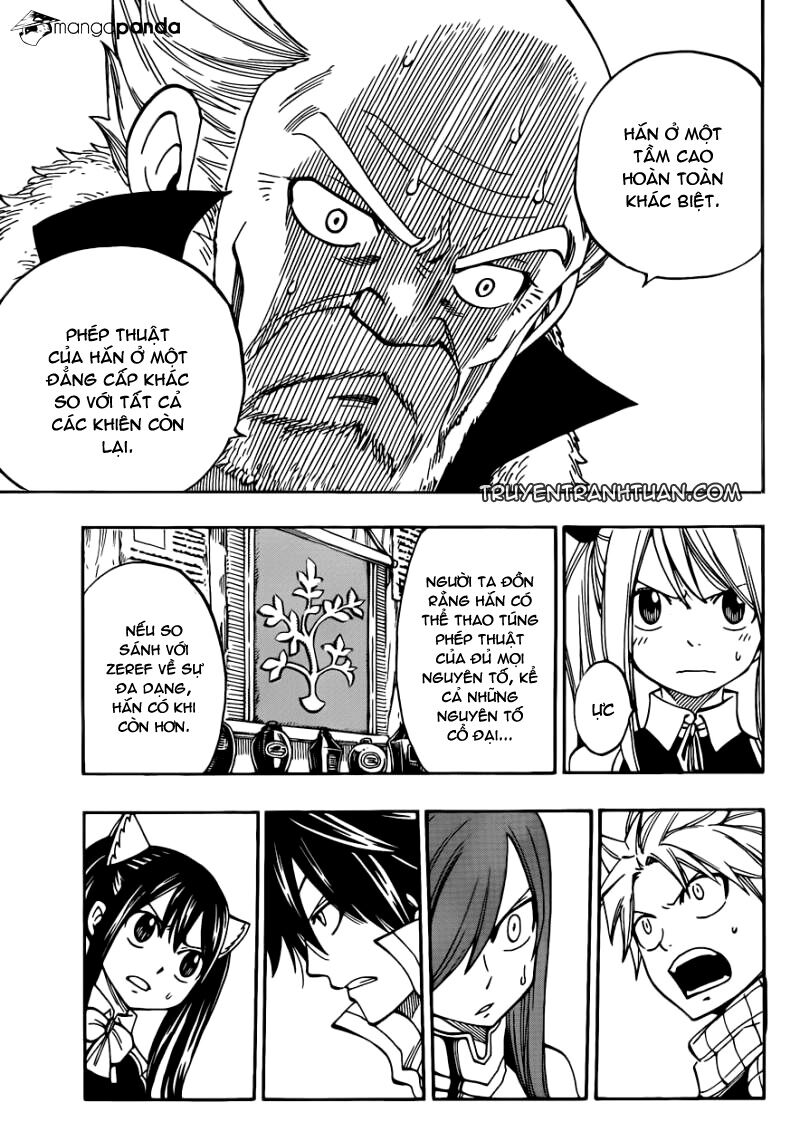 mangapanda
HẮN Ở MỘT
TẦM CAO
HOÀN TOÀN
KHÁC BIỆT.
PHÉP THUẬT
CỦA HẮN Ở MỘT
ĐẲNG CẤP KHÁC
SO VỚI TẤT CẢ
CÁC KHIÊN CÒN
LẠI.
TRUYENTRANHTUAN.COM
ỰC
NGƯỜI TA ĐỒN
RẰNG HẮN CÓ
THỂ THAO TÚNG
PHÉP THUẬT
CỦA ĐỦ MỌI
NGUYÊN TỐ, KỂ
CẢ NHỮNG
NGUYÊN TỐ
CỔ ĐẠI...
NẾU SO
SÁNH VỚI
ZEREF VỀ SỰ
ĐA DẠNG,
HẮN CÓ KHI
CÒN HƠN.